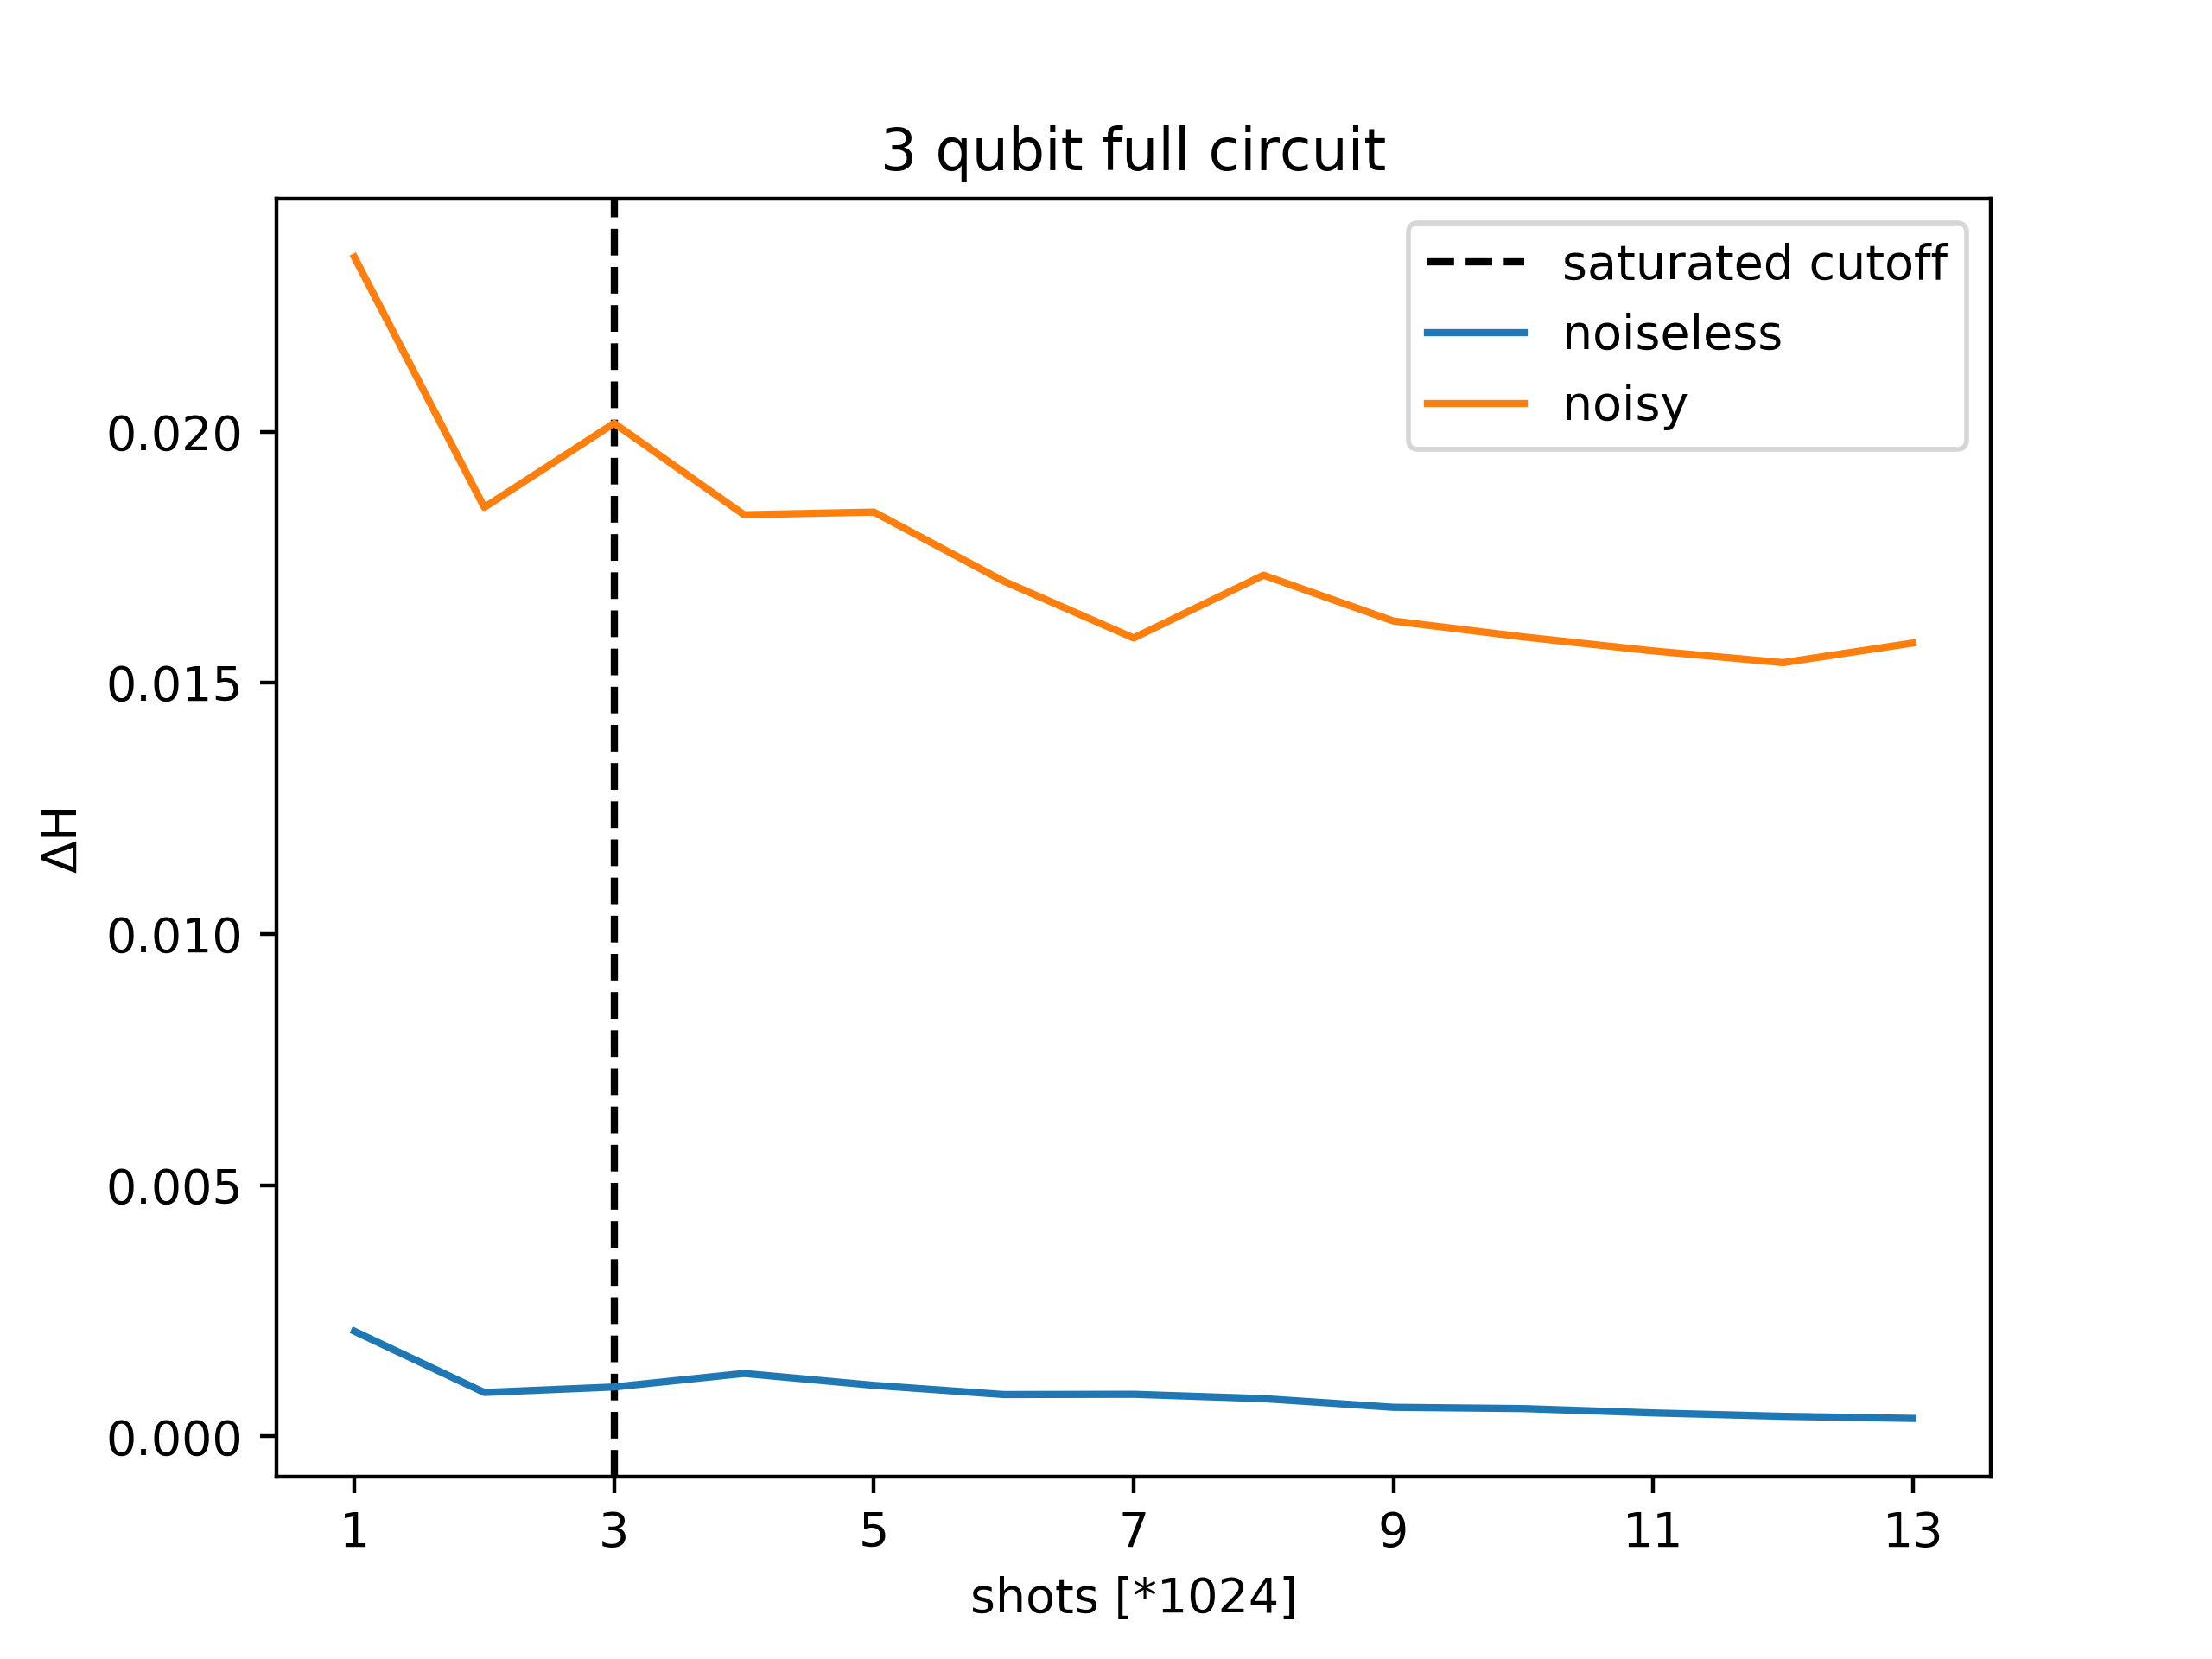 3 qubit full circuit
saturated cutoff
noiseless
noisy
0.020
0.015
0.010
0.005
0.000
ΔH
1 3 5 7 9 11 13
shots [*1024]